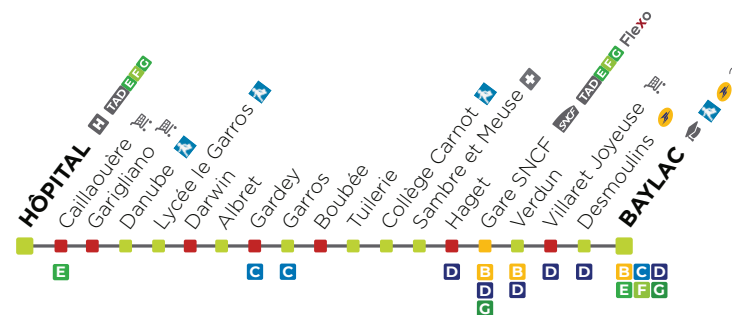 HÔPITAL H TAD E F G
Caillaouère
Garigliano
Danube
Lycée le Garros
Darwin
Albret
Gardey
Garros
Boubée
Tuilerie
Collège Carnot
Sambre et Meuse
Haget
Gare SNCF SNCF TAD E F G Flexo
Verdun
Villaret Joyeuse
Desmoulins
BAYLAC
E C C D B B D D B C D
D D E F G
G